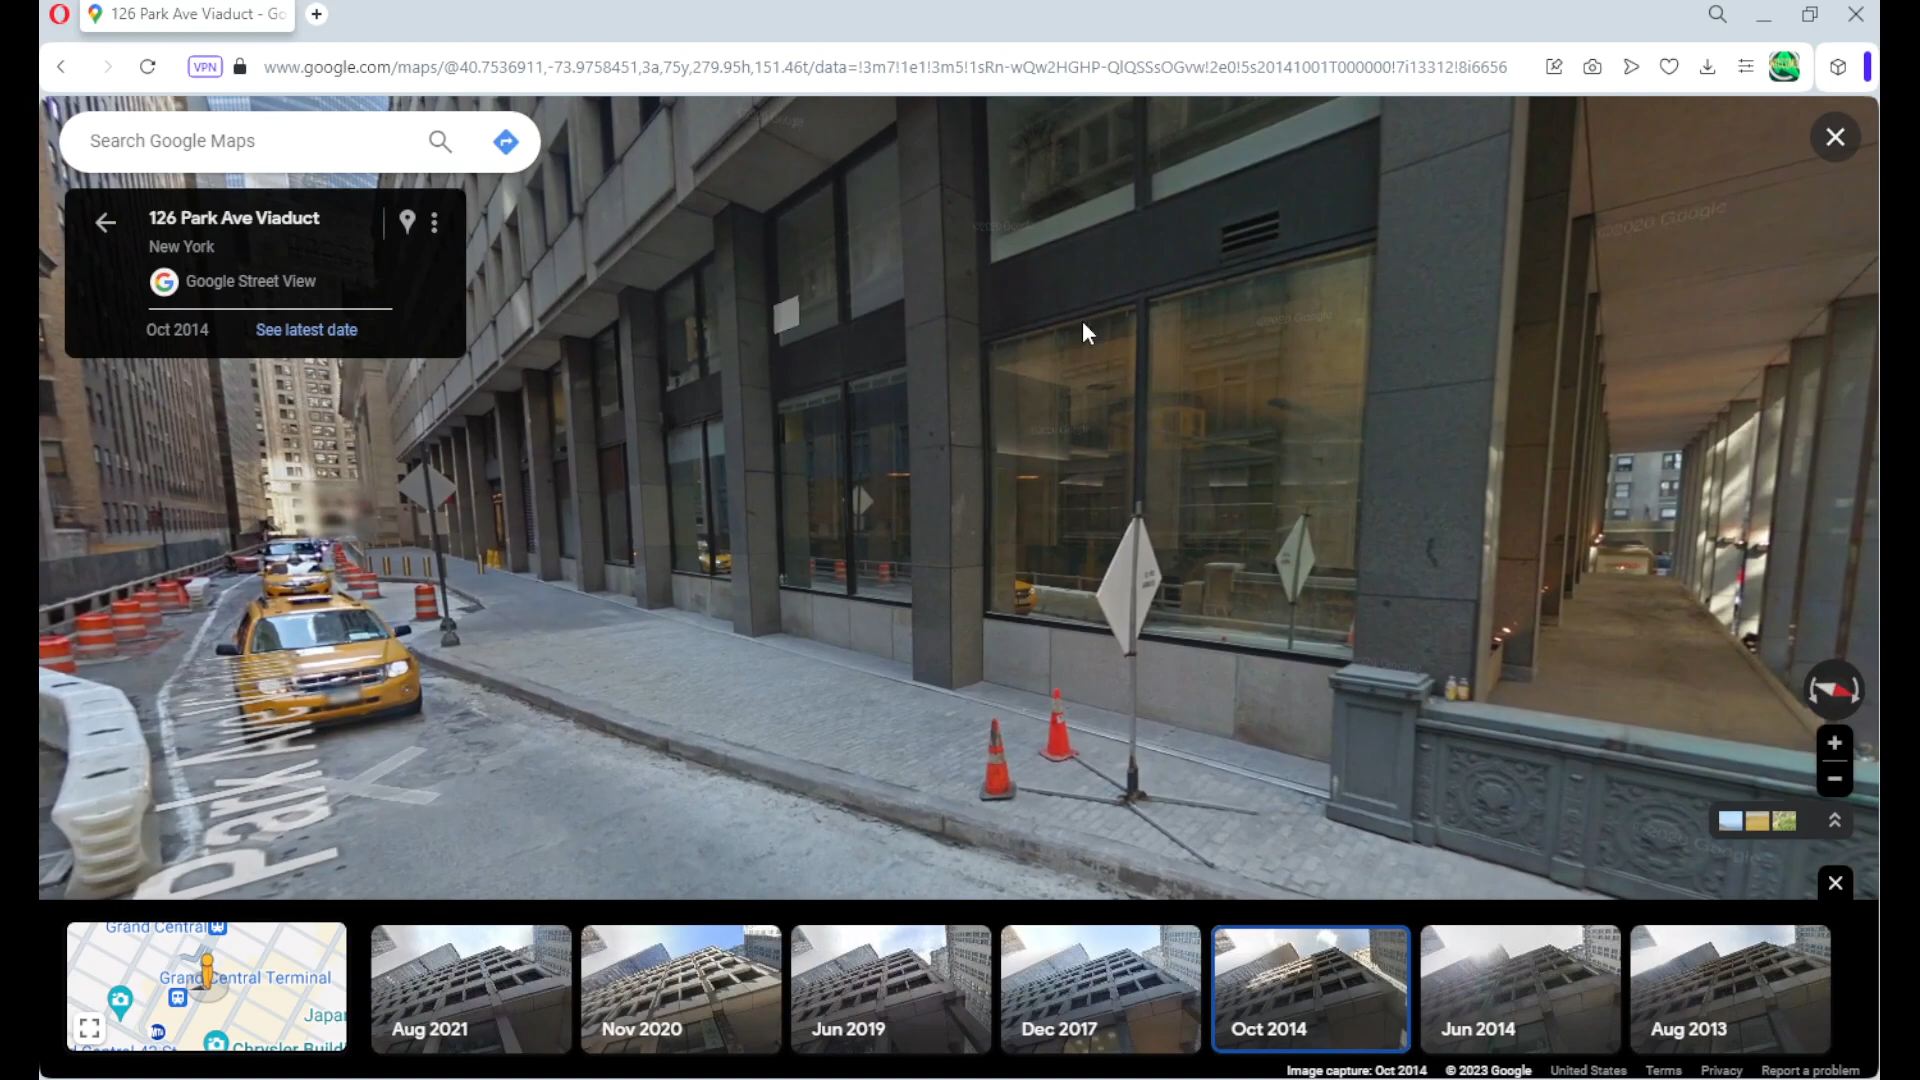 126 Park Ave Viaduct - Go
VPN
www.google.com/maps/@40.7536911,-73.9758451,3a,75y,279.95h,151.46t/data=!3m7!1e1!3m5!1sRn-wQw2HGHP-QlQSSsOGvw!2e0!5s20141001T000000!7i13312!8i6656
Search Google Maps
126 Park Ave Viaduct
New York
Google Street View
Oct 2014 See latest date
©2020 Google
Grand Central
Grand Central Terminal
Japa
Chrysler Build
Aug 2021
Nov 2020
Jun 2019
Dec 2017
Oct 2014
Jun 2014
Aug 2013
Image capture: Oct 2014 © 2023 Google United States Terms Privacy Report a problem